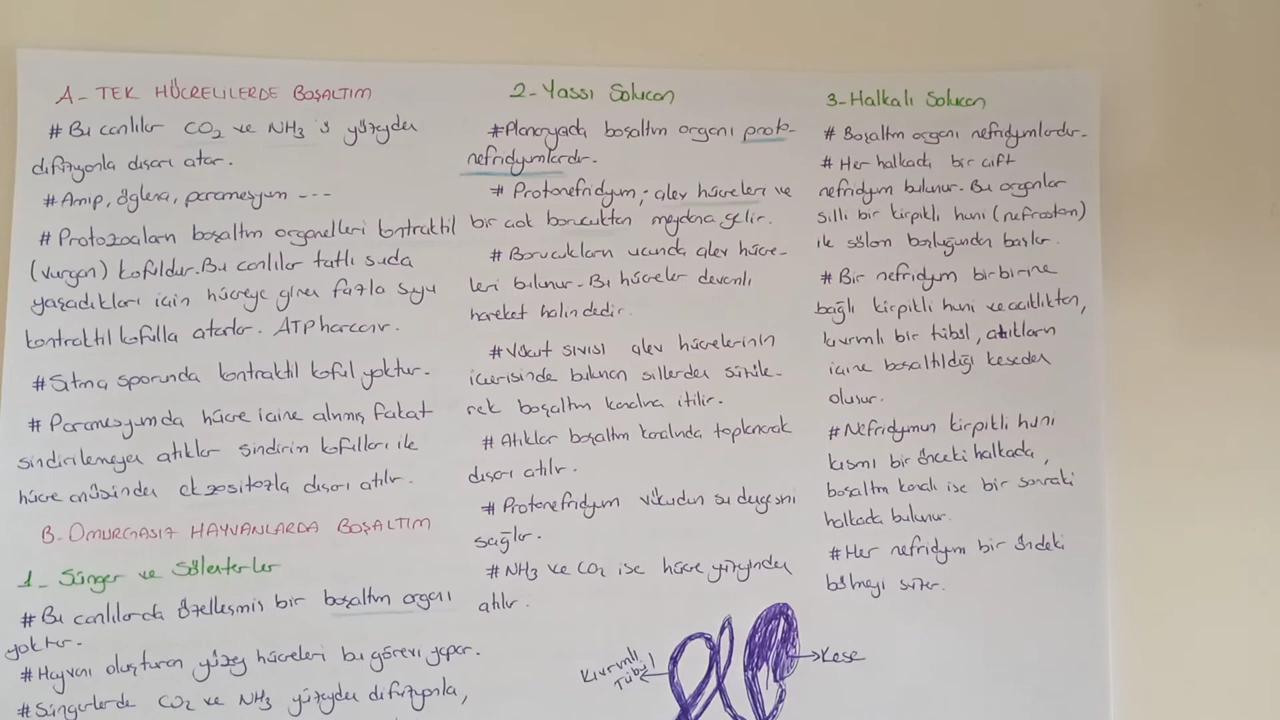 A- TEK HÜCRELİLERDE BOŞALTIM
# Bu canlılar CO2 ve NH3 'ü yüzeyden
difüzyonla dışarı atar.
# Amip, öglena, paramesyum ---
# Protozoaların boşaltım organelleri kontraktil
(vurgan) kofuldur. Bu canlılar tatlı suda
yaşadıkları için hücreye giren fazla suyu
kontraktil kofulla atarlar. ATP harcanır.
# Sıtma sporunda kontraktil koful yoktur.
# Paramesyumda hücre içine alınmış fakat
sindirilemeyen atıklar sindirim kofulları ile
hücre anüsünden ekzositozla dışarı atılır.
B- OMURGASIZ HAYVANLARDA BOŞALTIM
1- Sünger ve Sölenterler
# Bu canlılarda özelleşmiş bir boşaltım organı
yoktur.
# Hayvanı oluşturan yüzey hücreleri bu görevi yapar.
# Süngerlerde CO2 ve NH3 yüzeyden difüzyonla,
2- Yassı Solucan
# Planaryada boşaltım organı proto-
nefridyumlardır.
# Protonefridyum; alev hücreleri ve
bir çok borucuktan meydana gelir.
# Borucukların ucunda alev hücre-
leri bulunur. Bu hücreler devamlı
hareket halindedir.
# Vücut sıvısı alev hücrelerinin
içerisinde bulunan sillerden süzüle-
rek boşaltım kanalına itilir.
# Atıklar boşaltım kanalında toplanarak
dışarı atılır.
# Protonefridyum vücudun su dengesini
sağlar.
# NH3 ve CO2 ise hücre yüzeyinden
atılır.
Kıvrımlı
Tübül
Kese
3- Halkalı Solucan
# Boşaltım organı nefridyumlardır.
# Her halkada bir çift
nefridyum bulunur. Bu organlar
silli bir kirpikli huni (nefrostom)
ile sölom boşluğundan başlar.
# Bir nefridyum birbirine
bağlı kirpikli huni ve açıklıktan,
kıvrımlı bir tübül, atıkların
içine boşaltıldığı keseden
oluşur.
# Nefridyumun kirpikli huni
kısmı bir önceki halkada,
boşaltım kanalı ise bir sonraki
halkada bulunur.
# Her nefridyum bir öndeki
bölmeyi süzer.